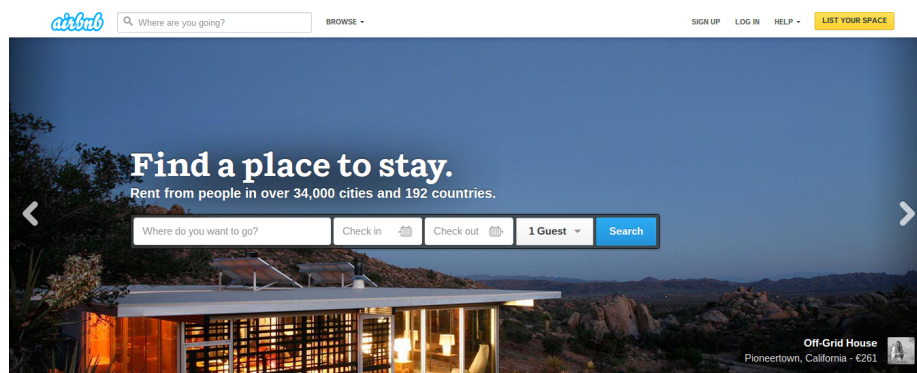 airbnb
Where are you going?
BROWSE
SIGN UP
LOG IN
HELP
LIST YOUR SPACE
Find a place to stay.
Rent from people in over 34,000 cities and 192 countries.
Where do you want to go?
Check in
Check out
1 Guest
Search
Off-Grid House
Pioneertown, California - €261